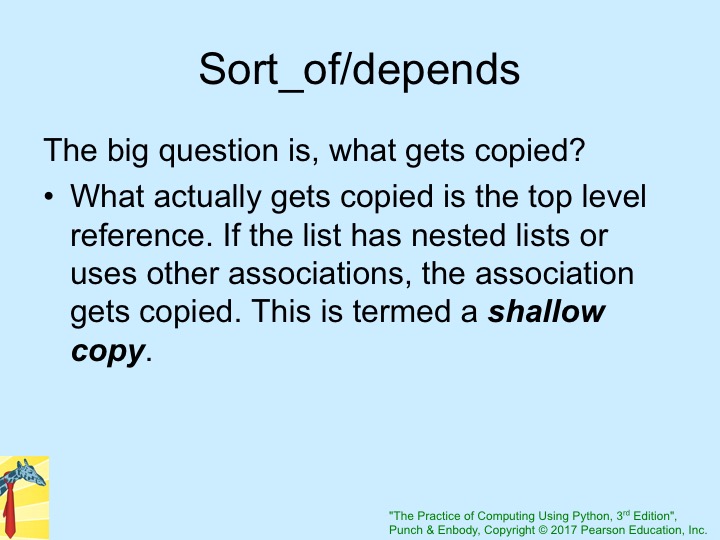 Sort_of/depends
The big question is, what gets copied?
• What actually gets copied is the top level
reference. If the list has nested lists or
uses other associations, the association
gets copied. This is termed a shallow
copy.
"The Practice of Computing Using Python, 3rd Edition",
Punch & Enbody, Copyright © 2017 Pearson Education, Inc.